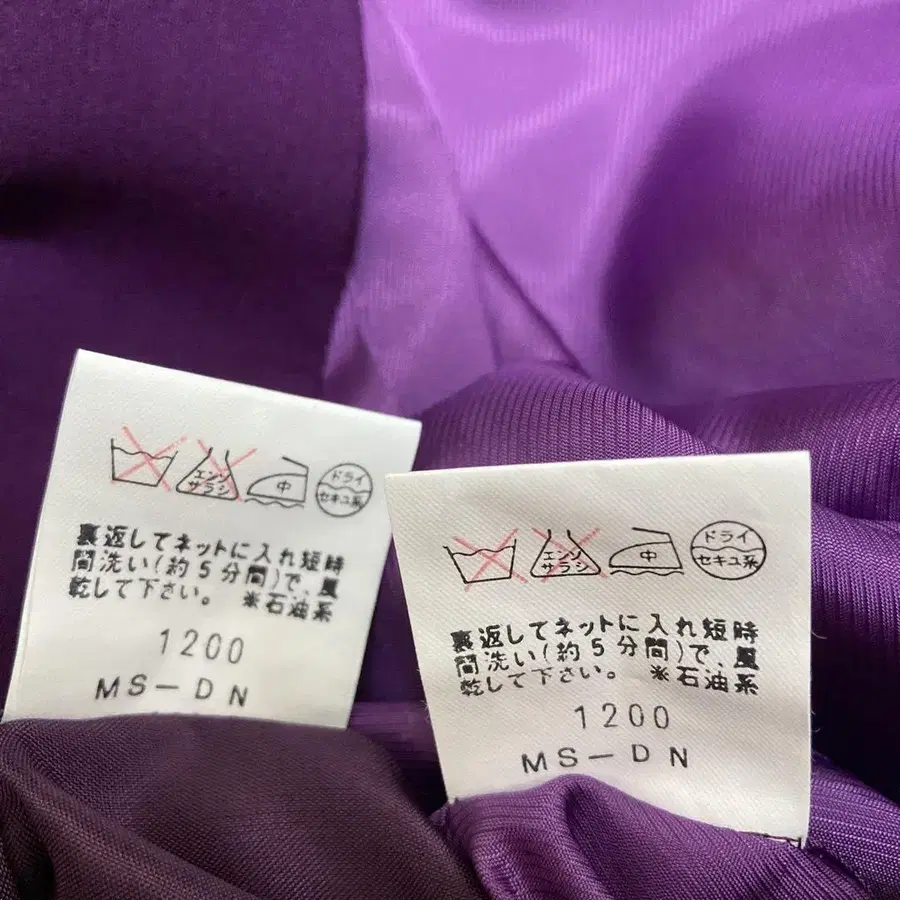 エンソ
サラシ
中
ドライ
セキユ系
裏返してネットに入れ短時
間洗い(約5分間)で、風
乾して下さい。 ※石油系
1200
MS-DN
エンソ
サラシ
中
ドライ
セキユ系
裏返してネットに入れ短時
間洗い(約5分間)で、風
乾して下さい。 ※石油系
1200
MS-DN